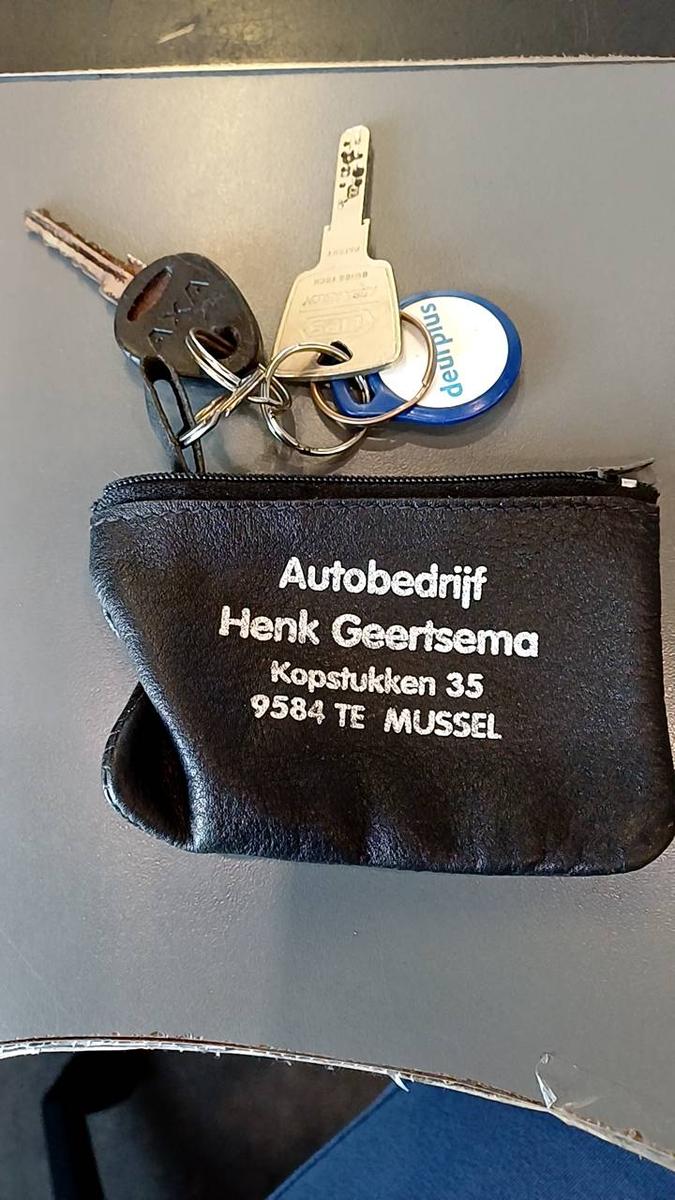 AXA
deurplus
Autobedrijf
Henk Geertsema
Kopstukken 35
9584 TE MUSSEL